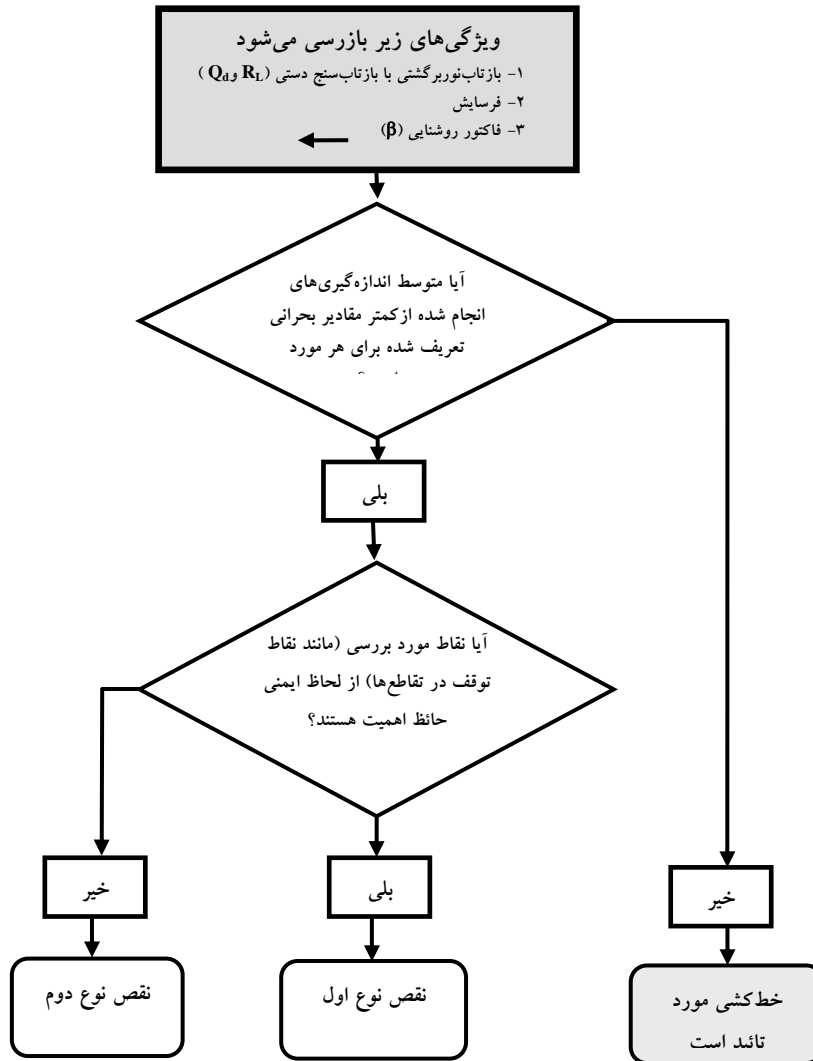 ویژگی‌های زیر بازرسی می‌شود
۱- بازتاب‌نوربرگشتی با بازتاب‌سنج دستی (R_L و Q_d)
۲- فرسایش
۳- فاکتور روشنایی (β)
آیا متوسط اندازه‌گیری‌های
انجام شده ازکمتر مقادیر بحرانی
تعریف شده برای هر مورد
بلی
آیا نقاط مورد بررسی (مانند نقاط
توقف در تقاطع‌ها) از لحاظ ایمنی
حائظ اهمیت هستند؟
خیر
بلی
خیر
نقص نوع دوم
نقص نوع اول
خط‌کشی مورد
تائید است